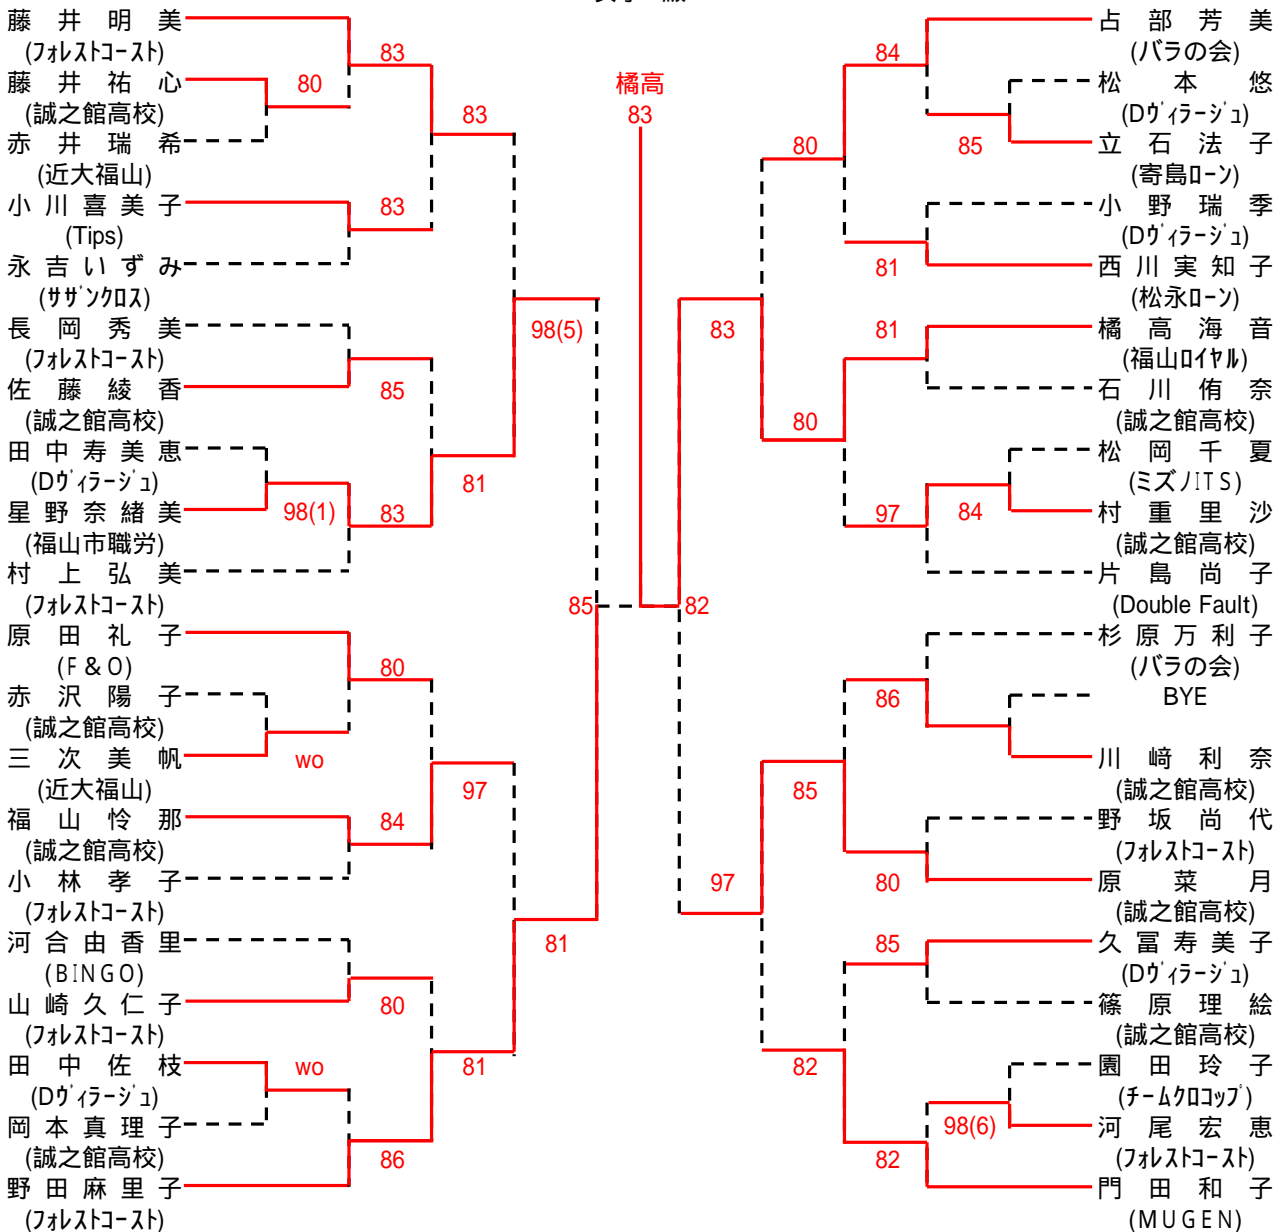 藤井明美
(フォレストコースト)
83
藤井祐心
80
(誠之館高校)
赤井瑞希
83
(近大福山)
小川喜美子
83
(Tips)
永吉いずみ
(サザンクロス)
長岡秀美
98(5)
(フォレストコースト)
佐藤綾香
85
(誠之館高校)
田中寿美恵
(Dヴィラージュ)
81
星野奈緒美
98(1)
83
(福山市職労)
村上弘美
(フォレストコースト)
85
原田礼子
(F&O)
80
赤沢陽子
(誠之館高校)
三次美帆
wo
(近大福山)
97
福山怜那
84
(誠之館高校)
小林孝子
(フォレストコースト)
河合由香里
81
(BINGO)
山崎久仁子
80
(フォレストコースト)
田中佐枝
wo
81
(Dヴィラージュ)
岡本真理子
(誠之館高校)
86
野田麻里子
(フォレストコースト)
橘高
83
占部芳美
84
(バラの会)
松本悠
(Dヴィラージュ)
80
85
立石法子
(寄島ローン)
小野瑞季
(Dヴィラージュ)
81
西川実知子
(松永ローン)
83
81
橘高海音
(福山ロイヤル)
石川侑奈
80
(誠之館高校)
松岡千夏
(ミズノITS)
97
84
村重里沙
(誠之館高校)
片島尚子
(Double Fault)
82
杉原万利子
(バラの会)
86
BYE
川﨑利奈
85
(誠之館高校)
野坂尚代
(フォレストコースト)
97
80
原菜月
(誠之館高校)
85
久冨寿美子
(Dヴィラージュ)
篠原理絵
(誠之館高校)
82
園田玲子
(チームクロコップ)
98(6)
河尾宏恵
82
(フォレストコースト)
門田和子
(MUGEN)